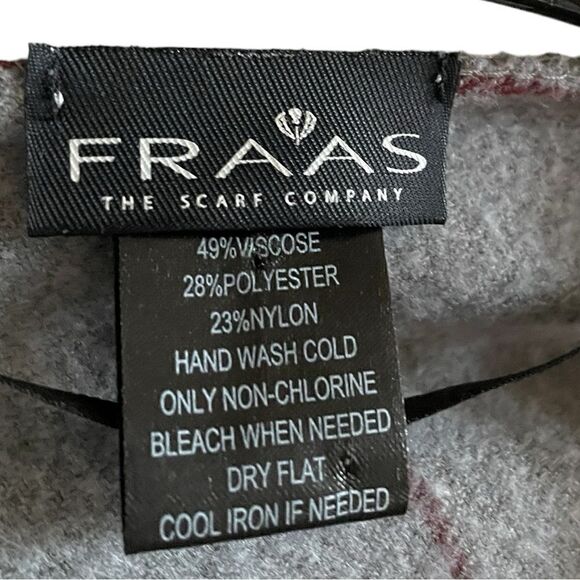 FRAAS
THE SCARF COMPANY
49%VISCOSE
28%POLYESTER
23%NYLON
HAND WASH COLD
ONLY NON-CHLORINE
BLEACH WHEN NEEDED
DRY FLAT
COOL IRON IF NEEDED